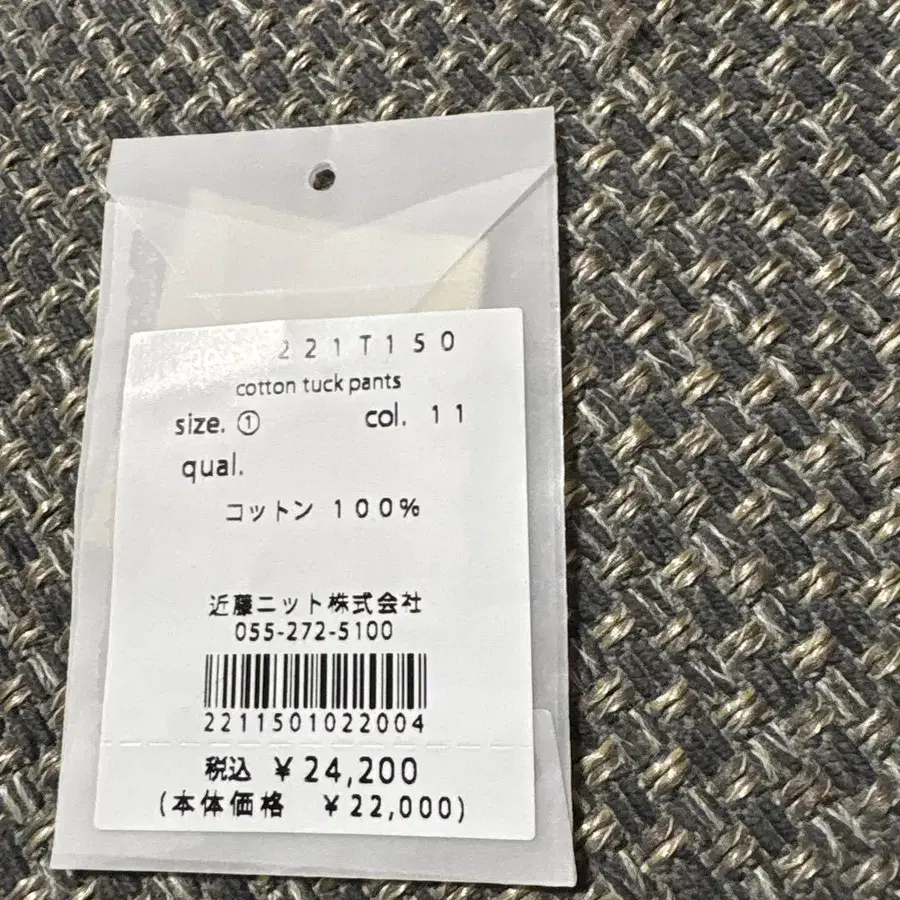 221T150
cotton tuck pants
size. ① col. 11
qual.
コットン 100%
近藤ニット株式会社
055-272-5100
2211501022004
税込 ¥24,200
(本体価格 ¥22,000)